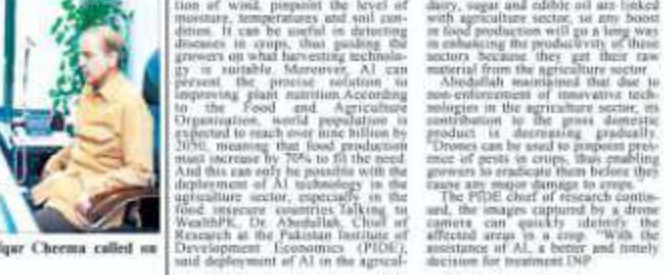 tion of wind, pinpoint the level of
moisture, temperatures and soil con-
dition. It can be useful in detecting
diseases in crops, thus guiding the
growers on what harvesting technolo-
gy is suitable. Moreover, AI can
present the precise solution to
improving plant nutrition.According
to the Food and Agriculture
Organisation, world population is
expected to reach over nine billion by
2050, meaning that food production
must increase by 70% to fit the need.
And this can only be possible with the
deployment of AI technology in the
agriculture sector, especially in the
food insecure countries.Talking to
WealthPK, Dr. Abedullah, Chief of
Research at the Pakistan Institute of
Development Economics (PIDE),
said deployment of AI in the agricul-
dairy, sugar and edible oil are linked
with agriculture sector, so any boost
in food production will go a long way
in enhancing the productivity of these
sectors because they get their raw
material from the agriculture sector.
Abedullah maintained that due to
non-enforcement of innovative tech-
nologies in the agriculture sector, its
contribution to the gross domestic
product is decreasing gradually.
"Drones can be used to pinpoint pres-
ence of pests in crops, thus enabling
growers to eradicate them before they
cause any major damage to crops."
The PIDE chief of research contin-
ued, the images captured by a drone
camera can quickly identify the
affected areas in a crop. "With the
assistance of AI, a better and timely
decision for treatment.INP
lqar Cheema called on